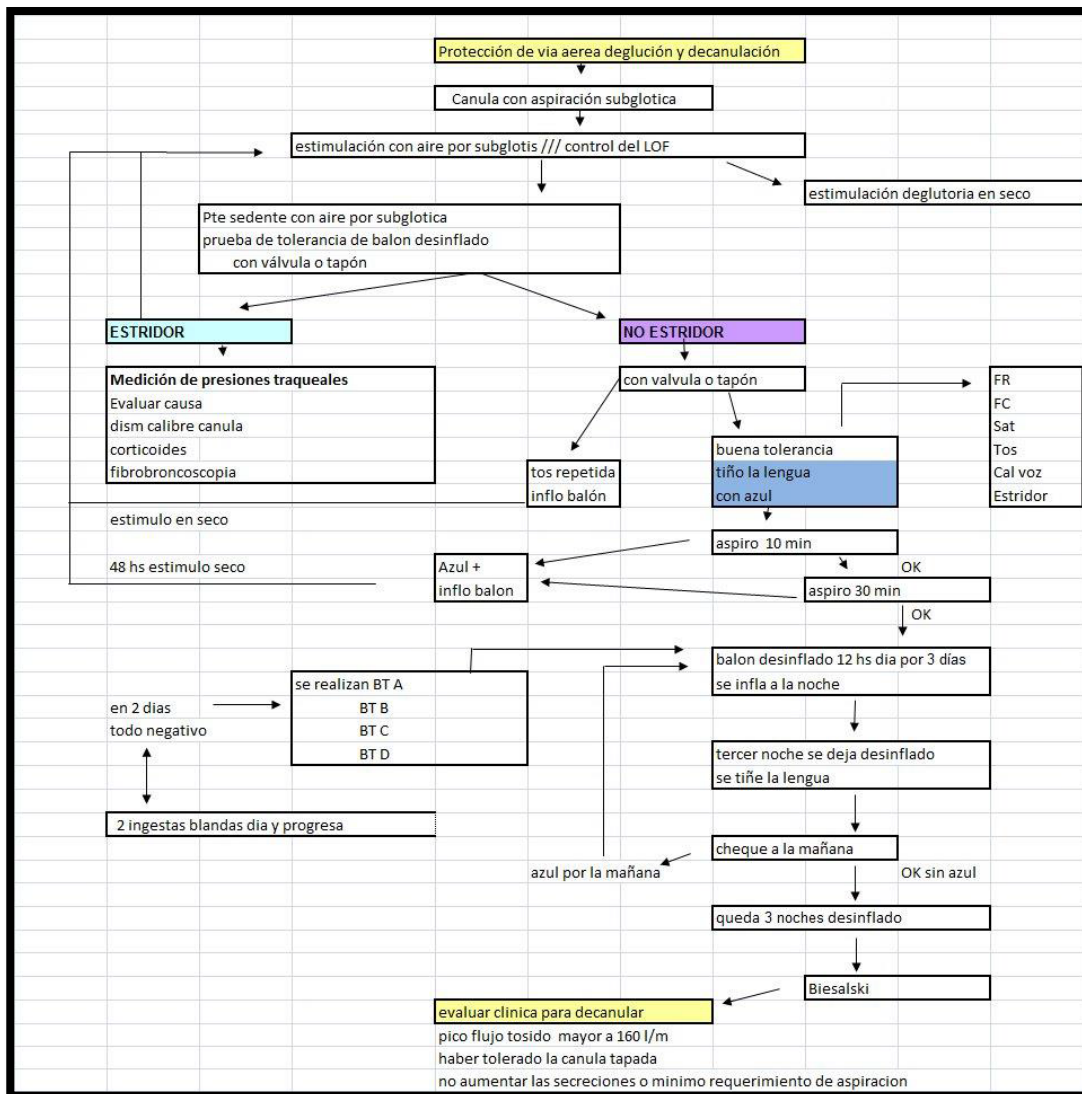 Protección de via aerea deglución y decanulación
Canula con aspiración subglotica
estimulación con aire por subglotis /// control del LOF
estimulación deglutoria en seco
Pte sedente con aire por subglotica
prueba de tolerancia de balon desinflado
con válvula o tapón
ESTRIDOR
NO ESTRIDOR
Medición de presiones traqueales
Evaluar causa
dism calibre canula
corticoides
fibrobroncoscopia
con valvula o tapón
FR
FC
Sat
Tos
Cal voz
Estridor
buena tolerancia
tiño la lengua
con azul
tos repetida
inflo balón
estimulo en seco
aspiro 10 min
48 hs estimulo seco
Azul +
inflo balon
OK
aspiro 30 min
OK
balon desinflado 12 hs dia por 3 días
se infla a la noche
se realizan BT A
BT B
BT C
BT D
en 2 dias
todo negativo
tercer noche se deja desinflado
se tiñe la lengua
2 ingestas blandas dia y progresa
cheque a la mañana
azul por la mañana
OK sin azul
queda 3 noches desinflado
Biesalski
evaluar clinica para decanular
pico flujo tosido mayor a 160 l/m
haber tolerado la canula tapada
no aumentar las secreciones o minimo requerimiento de aspiracion